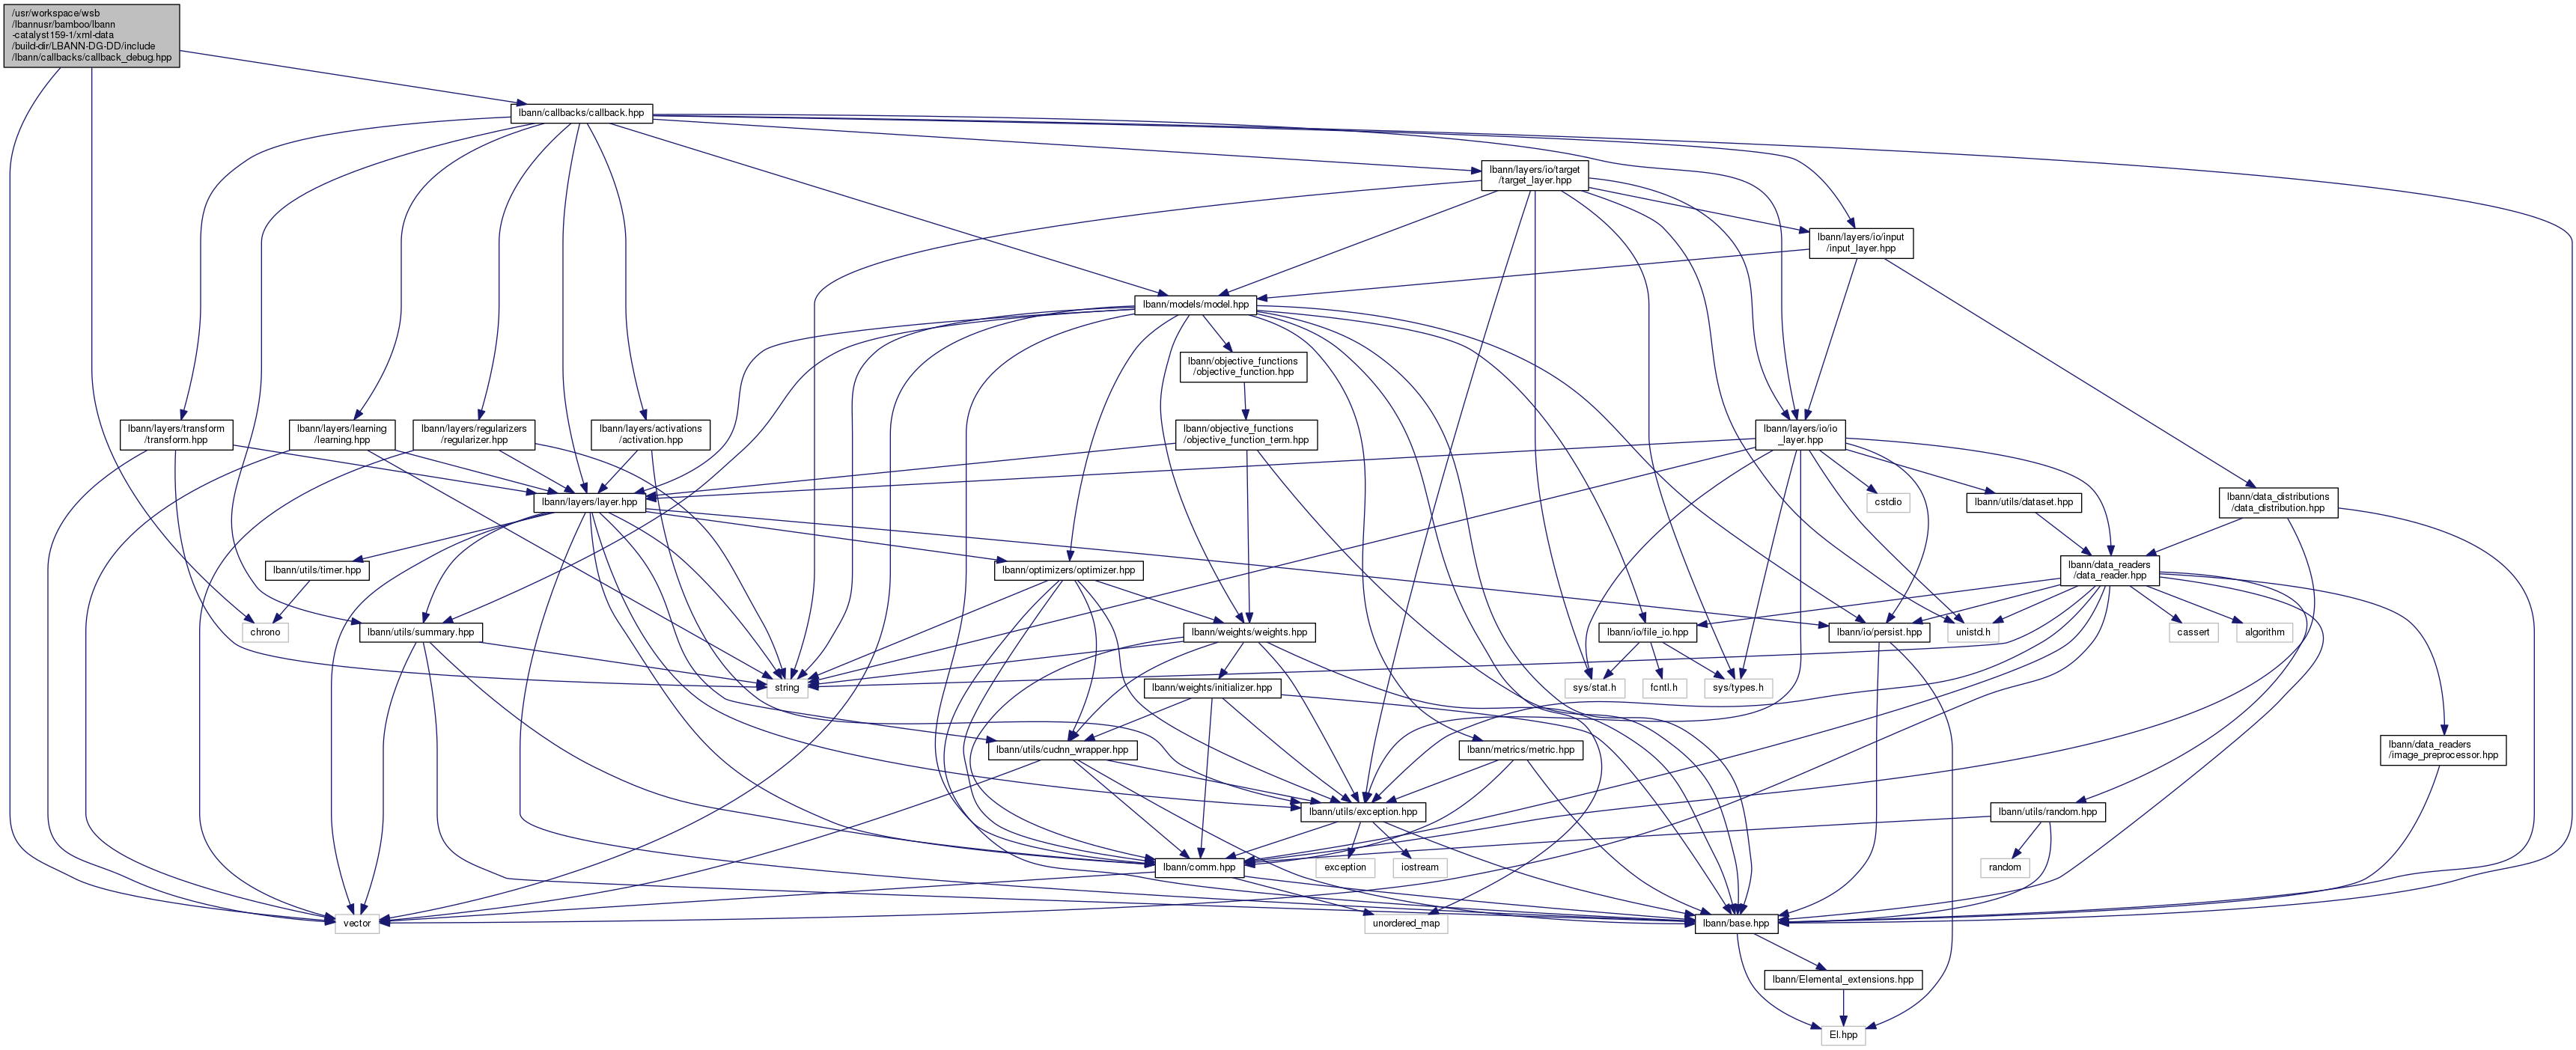 /usr/workspace/wsb
/lbannusr/bamboo/lbann
-catalyst159-1/xml-data
/build-dir/LBANN-DG-DD/include
/lbann/callbacks/callback_debug.hpp
lbann/callbacks/callback.hpp
lbann/layers/io/target
/target_layer.hpp
lbann/layers/io/input
/input_layer.hpp
lbann/models/model.hpp
lbann/objective_functions
/objective_function.hpp
lbann/layers/transform
/transform.hpp
lbann/layers/learning
/learning.hpp
lbann/layers/regularizers
/regularizer.hpp
lbann/layers/activations
/activation.hpp
lbann/objective_functions
/objective_function_term.hpp
lbann/layers/io/io
_layer.hpp
lbann/layers/layer.hpp
cstdio
lbann/utils/dataset.hpp
lbann/data_distributions
/data_distribution.hpp
lbann/utils/timer.hpp
lbann/optimizers/optimizer.hpp
lbann/data_readers
/data_reader.hpp
chrono
lbann/utils/summary.hpp
lbann/weights/weights.hpp
lbann/io/file_io.hpp
lbann/io/persist.hpp
unistd.h
cassert
algorithm
string
lbann/weights/initializer.hpp
sys/stat.h
fcntl.h
sys/types.h
lbann/utils/cudnn_wrapper.hpp
lbann/metrics/metric.hpp
lbann/data_readers
/image_preprocessor.hpp
lbann/utils/exception.hpp
lbann/utils/random.hpp
lbann/comm.hpp
exception
iostream
random
vector
unordered_map
lbann/base.hpp
lbann/Elemental_extensions.hpp
El.hpp